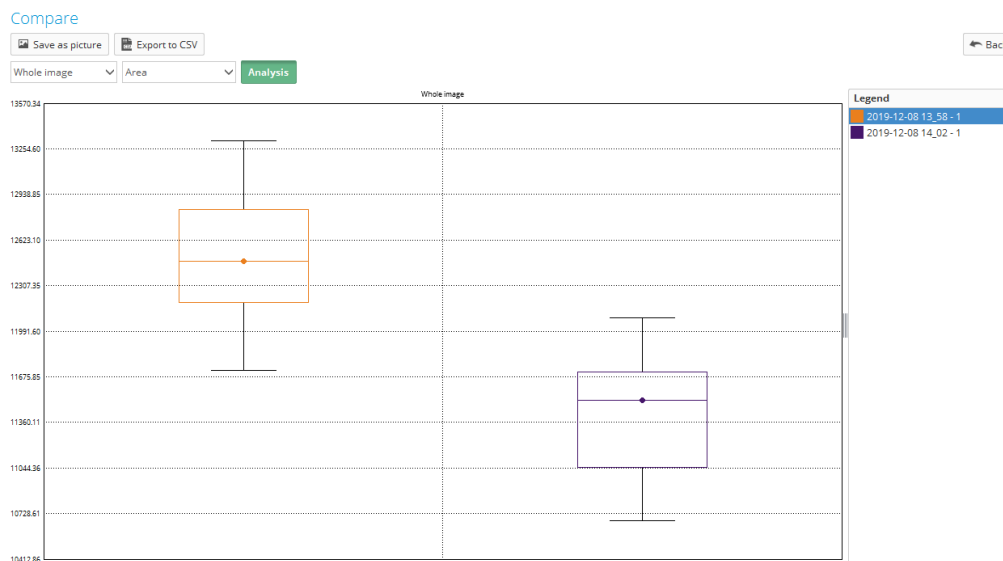 Compare
Save as picture Export to CSV Back
Whole image Area Analysis
Whole image
13570.34
13254.60
12938.85
12623.10
12307.35
11991.60
11675.85
11360.11
11044.36
10728.61
10412.86
Legend
2019-12-08 13_58 - 1
2019-12-08 14_02 - 1